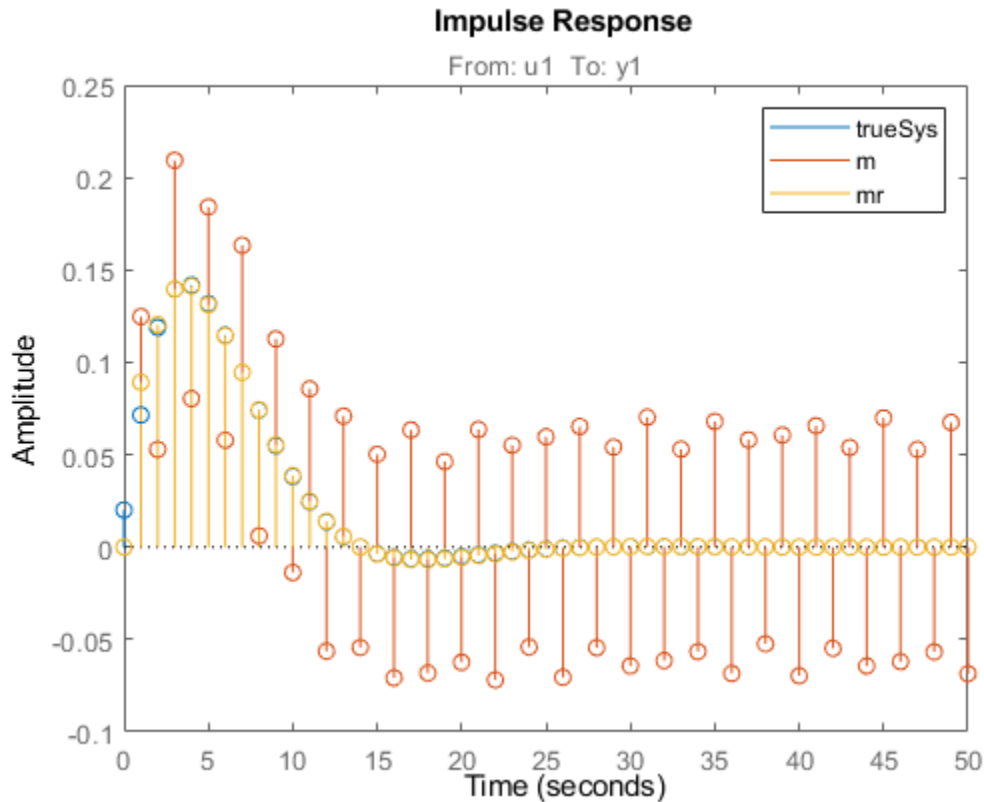 Impulse Response
From: u1 To: y1
0.25
0.2
0.15
0.1
0.05
0
-0.05
-0.1
Amplitude
trueSys
m
mr
0 5 10 15 20 25 30 35 40 45 50
Time (seconds)